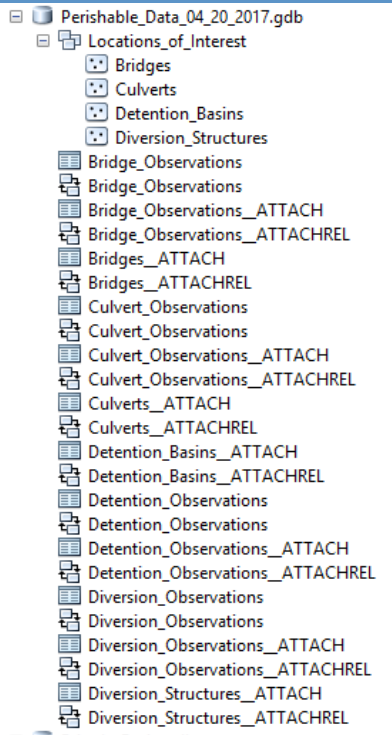 Perishable_Data_04_20_2017.gdb
Locations_of_Interest
Bridges
Culverts
Detention_Basins
Diversion_Structures
Bridge_Observations
Bridge_Observations
Bridge_Observations__ATTACH
Bridge_Observations__ATTACHREL
Bridges__ATTACH
Bridges__ATTACHREL
Culvert_Observations
Culvert_Observations
Culvert_Observations__ATTACH
Culvert_Observations__ATTACHREL
Culverts__ATTACH
Culverts__ATTACHREL
Detention_Basins__ATTACH
Detention_Basins__ATTACHREL
Detention_Observations
Detention_Observations
Detention_Observations__ATTACH
Detention_Observations__ATTACHREL
Diversion_Observations
Diversion_Observations
Diversion_Observations__ATTACH
Diversion_Observations__ATTACHREL
Diversion_Structures__ATTACH
Diversion_Structures__ATTACHREL